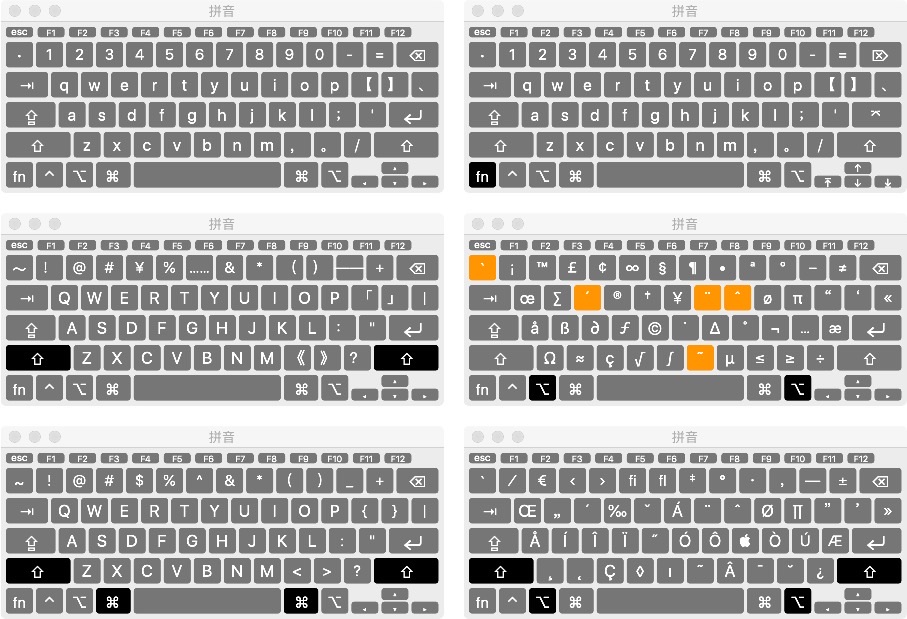 拼音
esc F1 F2 F3 F4 F5 F6 F7 F8 F9 F10 F11 F12
· 1 2 3 4 5 6 7 8 9 0 - = ⌫
⇥ q w e r t y u i o p 【 】 、
a s d f g h j k l ; ' ↵
⇧ z x c v b n m , 。 / ⇧
fn ^ ⌥ ⌘ ⌘ ⌥
拼音
esc F1 F2 F3 F4 F5 F6 F7 F8 F9 F10 F11 F12
· 1 2 3 4 5 6 7 8 9 0 - = ⌦
⇥ q w e r t y u i o p 【 】 、
a s d f g h j k l ; ' ⌤
⇧ z x c v b n m , 。 / ⇧
fn ^ ⌥ ⌘ ⌘ ⌥ ⤒ ↑ ↓ ⤓
拼音
esc F1 F2 F3 F4 F5 F6 F7 F8 F9 F10 F11 F12
～ ! @ # ¥ % …… & * ( ) —— + ⌫
⇥ Q W E R T Y U I O P 「 」 |
A S D F G H J K L : " ↵
⇧ Z X C V B N M 《 》 ? ⇧
fn ^ ⌥ ⌘ ⌘ ⌥
拼音
esc F1 F2 F3 F4 F5 F6 F7 F8 F9 F10 F11 F12
` ¡ ™ £ ¢ ∞ § ¶ • ª º – ≠ ⌫
⇥ œ ∑ ´ ® † ¥ ¨ ˆ ø π “ ‘ «
å ß ∂ ƒ © ˙ ∆ ˚ ¬ … æ ↵
⇧ Ω ≈ ç √ ∫ ˜ µ ≤ ≥ ÷ ⇧
fn ^ ⌥ ⌘ ⌘ ⌥
拼音
esc F1 F2 F3 F4 F5 F6 F7 F8 F9 F10 F11 F12
~ ! @ # $ % ^ & * ( ) _ + ⌫
⇥ Q W E R T Y U I O P { } |
A S D F G H J K L : " ↵
⇧ Z X C V B N M < > ? ⇧
fn ^ ⌥ ⌘ ⌘ ⌥
拼音
esc F1 F2 F3 F4 F5 F6 F7 F8 F9 F10 F11 F12
` ⁄ € ‹ › ﬁ ﬂ ‡ ° · ‚ — ± ⌫
⇥ Œ „ ´ ‰ ˇ Á ¨ ˆ Ø ∏ ” ’ »
Å Í Î Ï ˝ Ó Ô  Ò Ú Æ ↵
⇧ ¸ ˛ Ç ◊ ı ˜ Â ¯ ˘ ¿ ⇧
fn ^ ⌥ ⌘ ⌘ ⌥